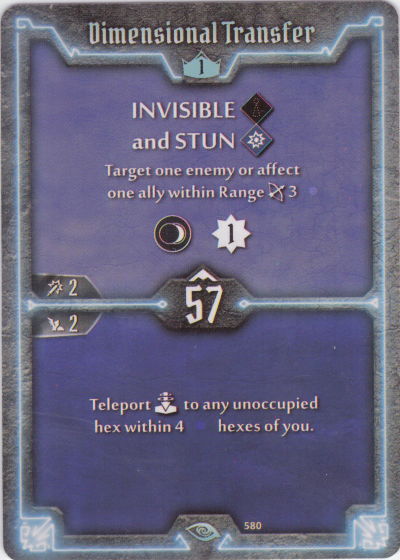 Dimensional Transfer
1
INVISIBLE
and STUN
Target one enemy or affect
one ally within Range 3
1
2
57
2
Teleport to any unoccupied
hex within 4 hexes of you.
580